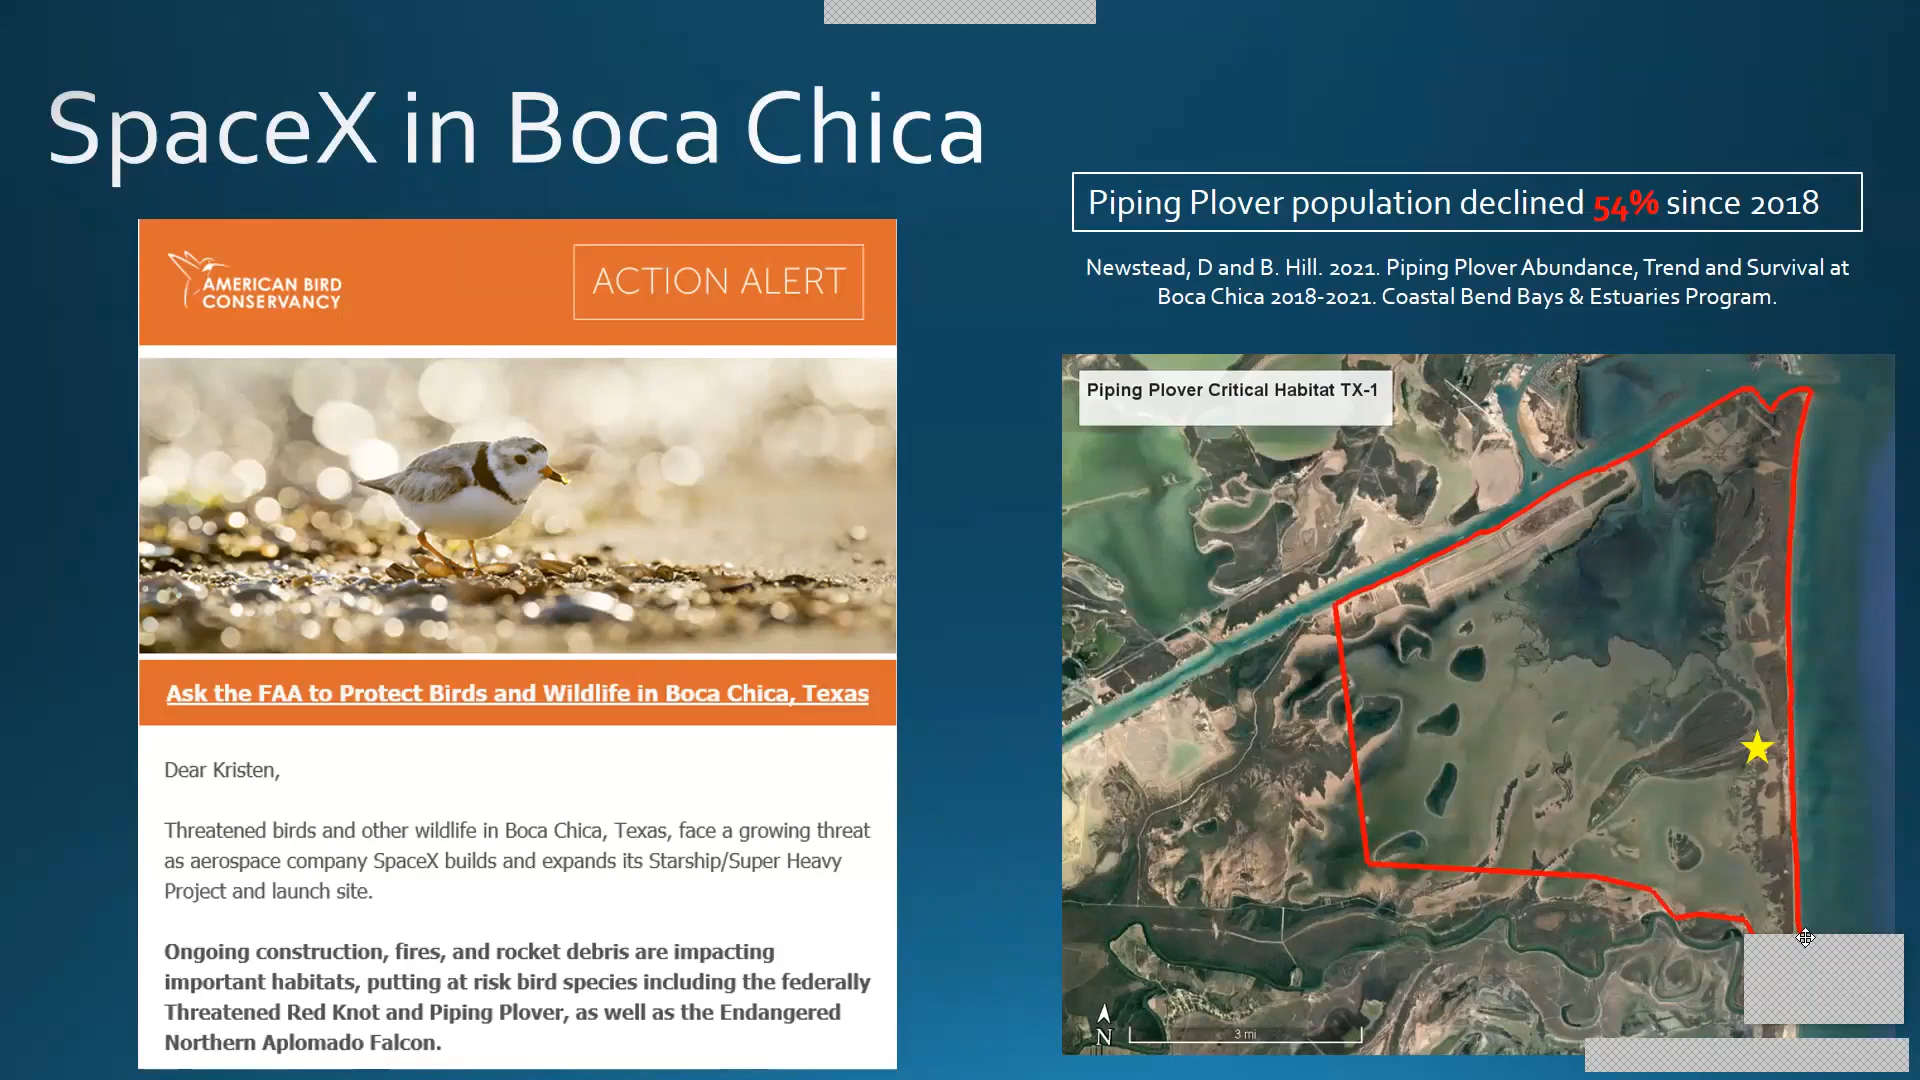 SpaceX in Boca Chica
AMERICAN BIRD
CONSERVANCY
ACTION ALERT
Ask the FAA to Protect Birds and Wildlife in Boca Chica, Texas
Dear Kristen,
Threatened birds and other wildlife in Boca Chica, Texas, face a growing threat
as aerospace company SpaceX builds and expands its Starship/Super Heavy
Project and launch site.
Ongoing construction, fires, and rocket debris are impacting
important habitats, putting at risk bird species including the federally
Threatened Red Knot and Piping Plover, as well as the Endangered
Northern Aplomado Falcon.
Piping Plover population declined 54% since 2018
Newstead, D and B. Hill. 2021. Piping Plover Abundance, Trend and Survival at
Boca Chica 2018-2021. Coastal Bend Bays & Estuaries Program.
Piping Plover Critical Habitat TX-1
N
3 mi